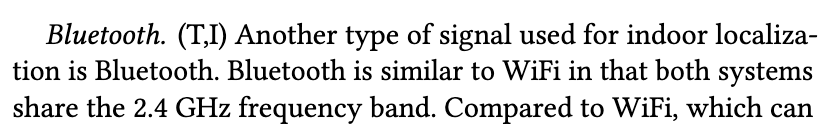 Bluetooth. (T,I) Another type of signal used for indoor localiza-
tion is Bluetooth. Bluetooth is similar to WiFi in that both systems
share the 2.4 GHz frequency band. Compared to WiFi, which can